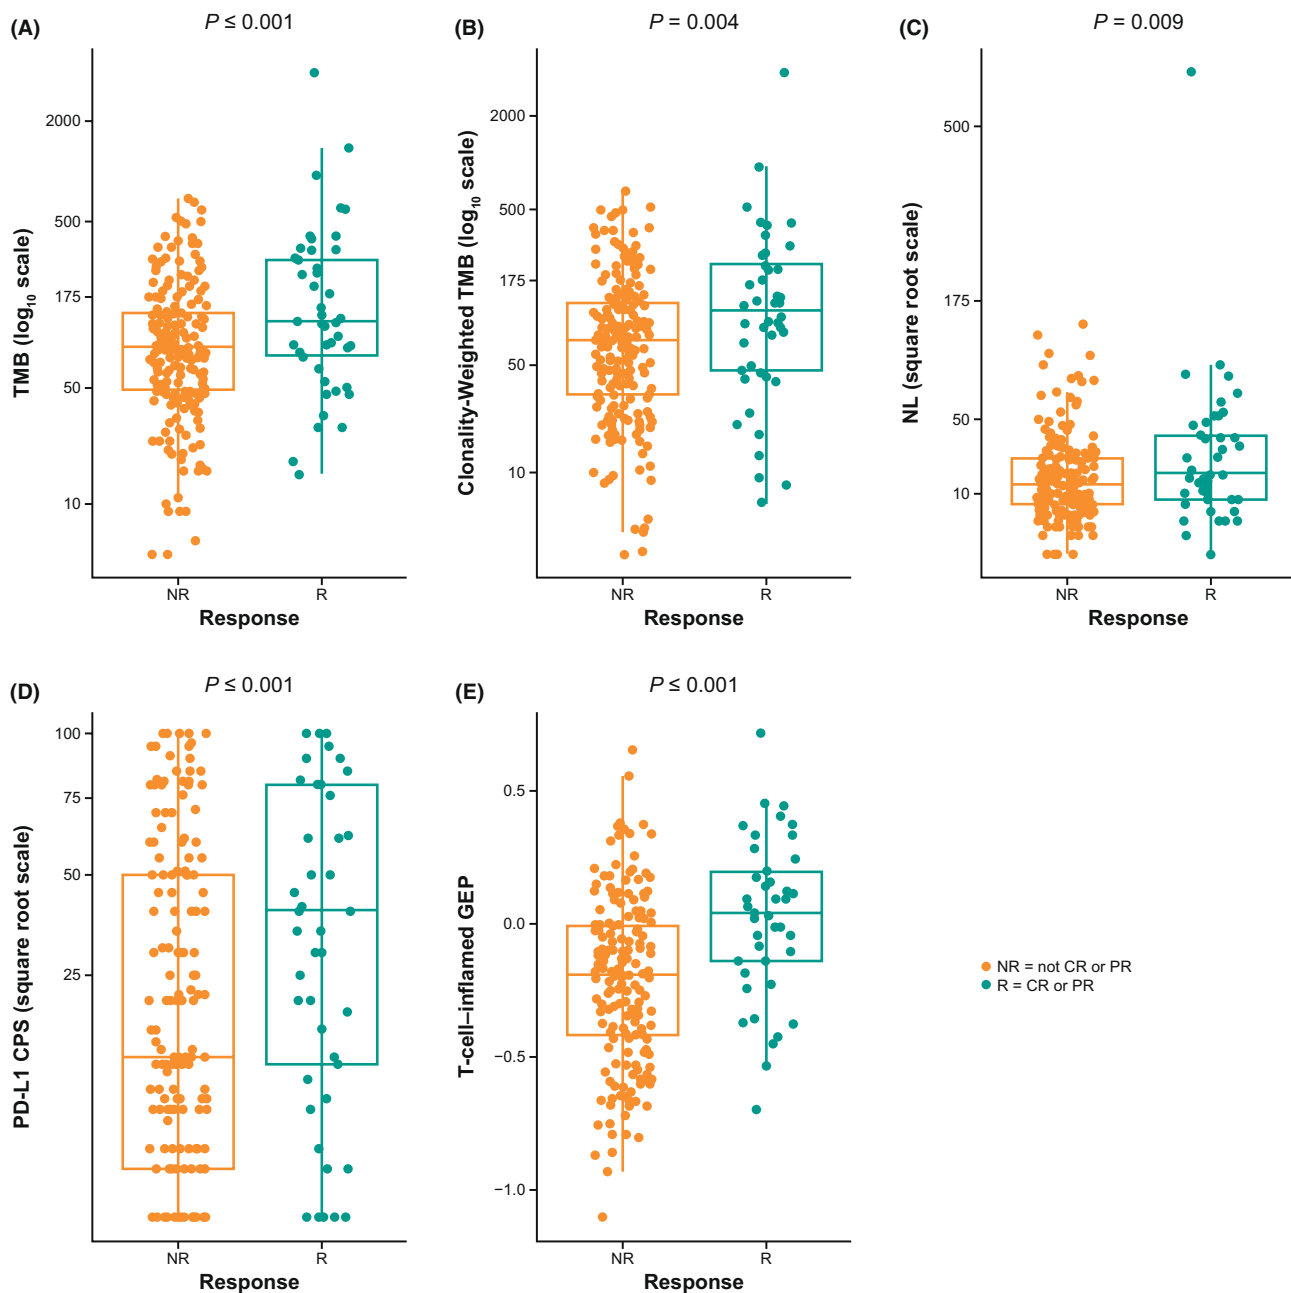 (A)
P ≤ 0.001
TMB (log10 scale)
2000
500
175
50
10
NR
R
Response
(B)
P = 0.004
Clonality-Weighted TMB (log10 scale)
2000
500
175
50
10
NR
R
Response
(C)
P = 0.009
NL (square root scale)
500
175
50
10
NR
R
Response
(D)
P ≤ 0.001
PD-L1 CPS (square root scale)
100
75
50
25
NR
R
Response
(E)
P ≤ 0.001
T-cell–inflamed GEP
0.5
0.0
−0.5
−1.0
NR
R
Response
NR = not CR or PR
R = CR or PR